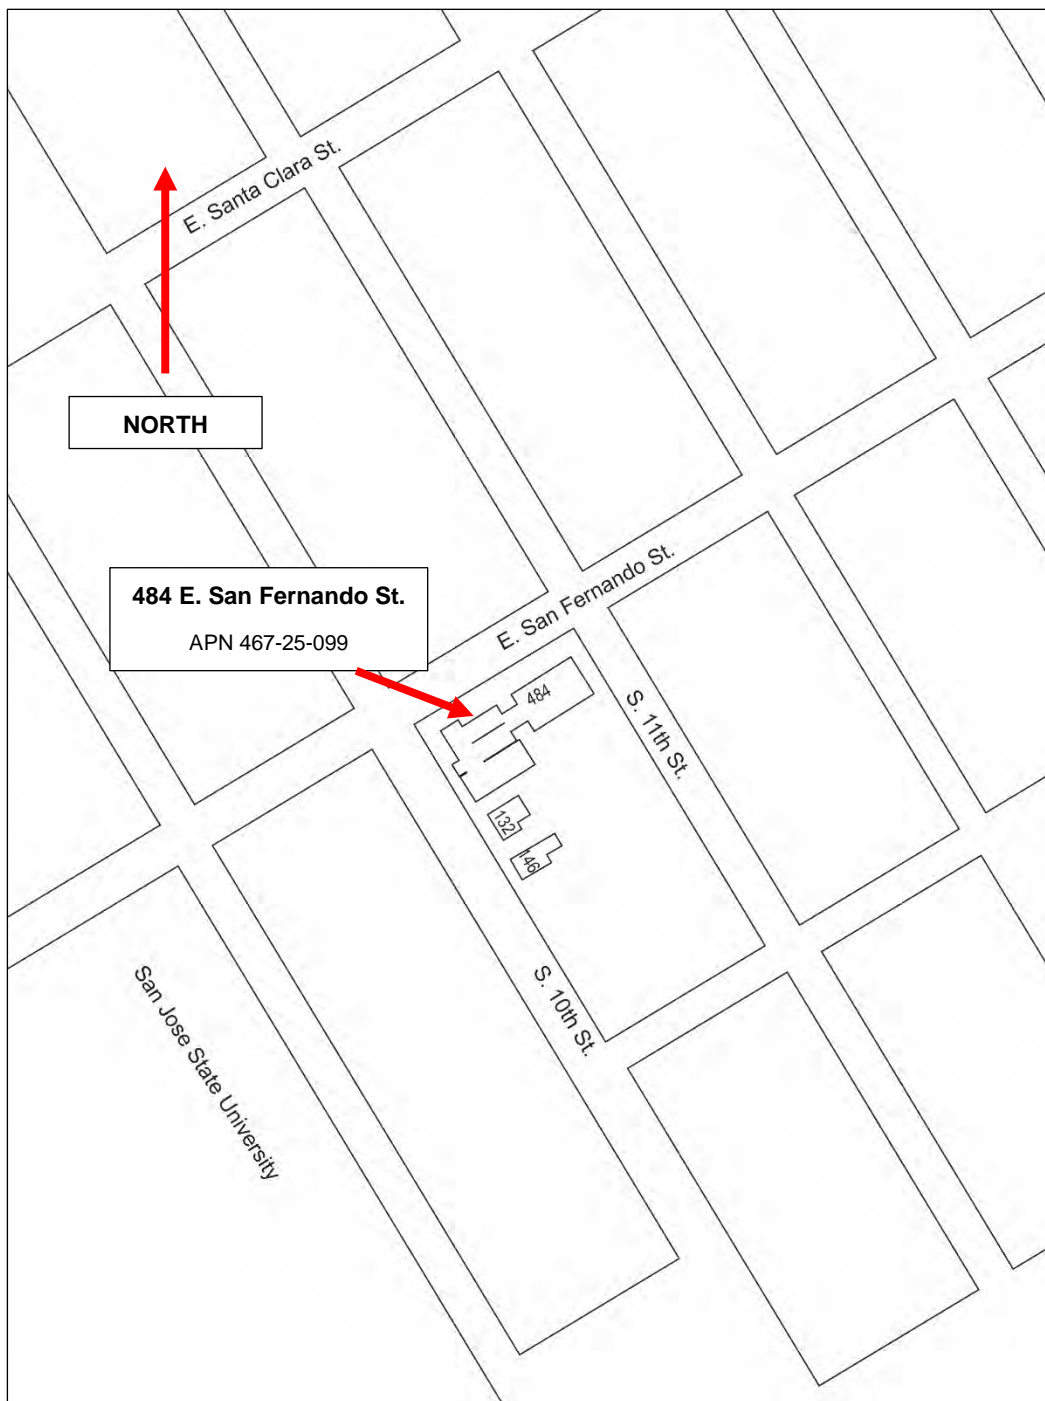 E. Santa Clara St.
NORTH
484 E. San Fernando St.
APN 467-25-099
E. San Fernando St.
484
S. 11th St.
132
146
S. 10th St.
San Jose State University